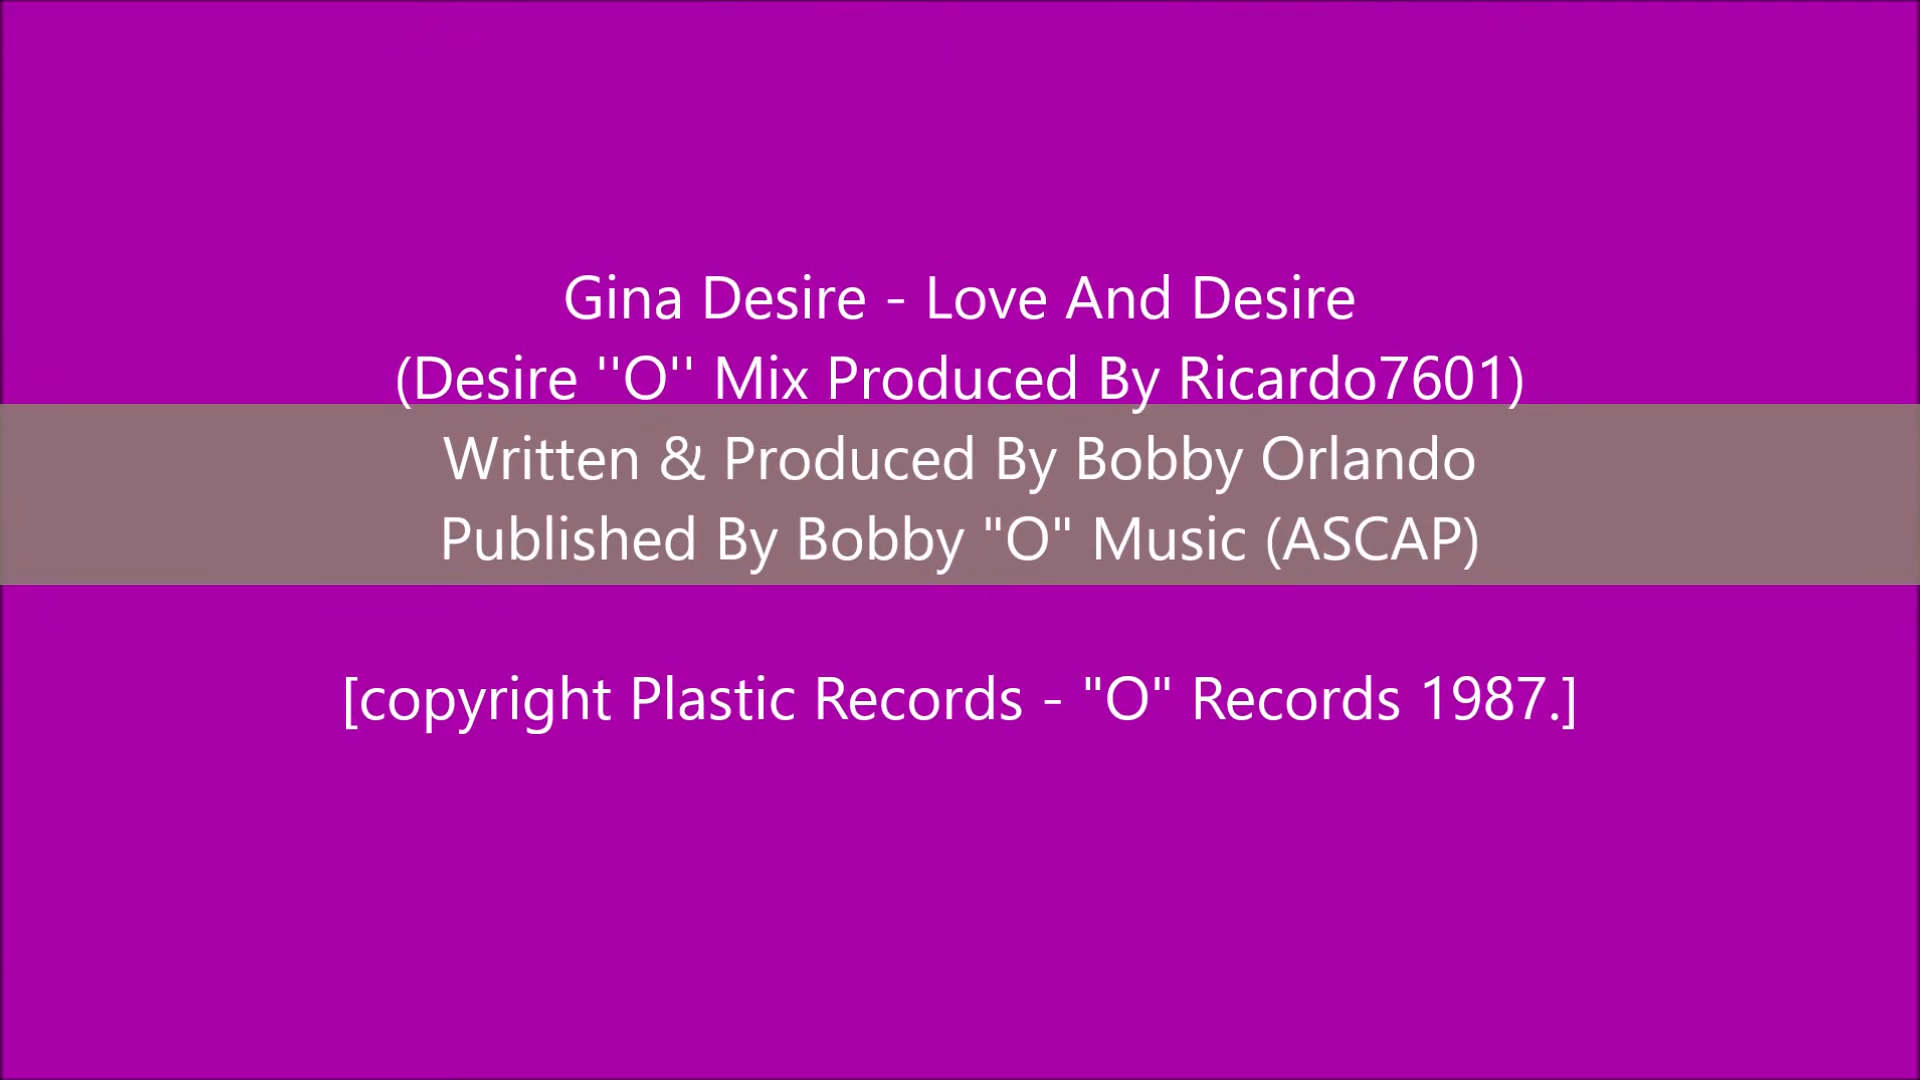 Gina Desire - Love And Desire
(Desire ''O'' Mix Produced By Ricardo7601)
Written & Produced By Bobby Orlando
Published By Bobby "O" Music (ASCAP)
[copyright Plastic Records - "O" Records 1987.]